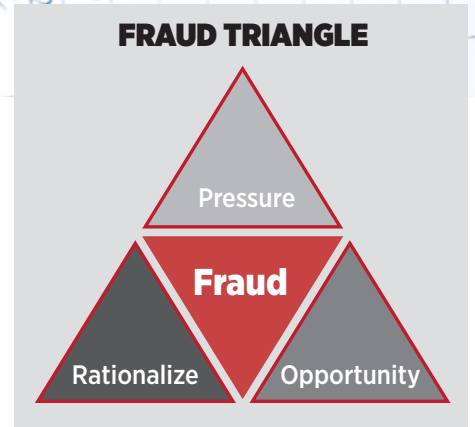 FRAUD TRIANGLE
Pressure
Fraud
Rationalize
Opportunity